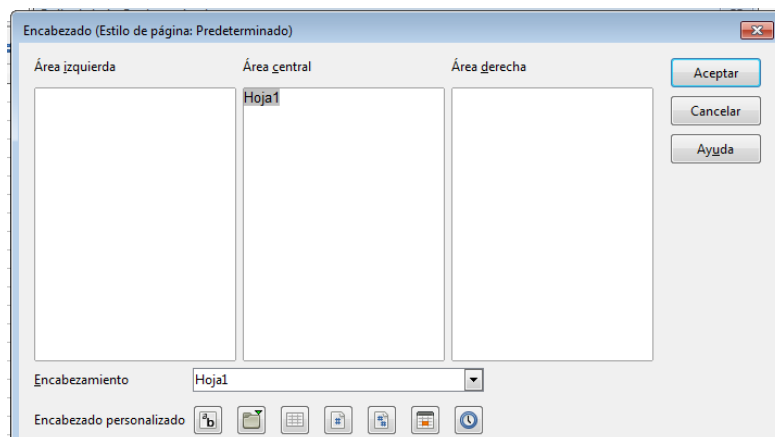 Encabezado (Estilo de página: Predeterminado)
Área izquierda Área central Área derecha
Aceptar
Hoja1
Cancelar
Ayuda
Encabezamiento Hoja1
Encabezado personalizado